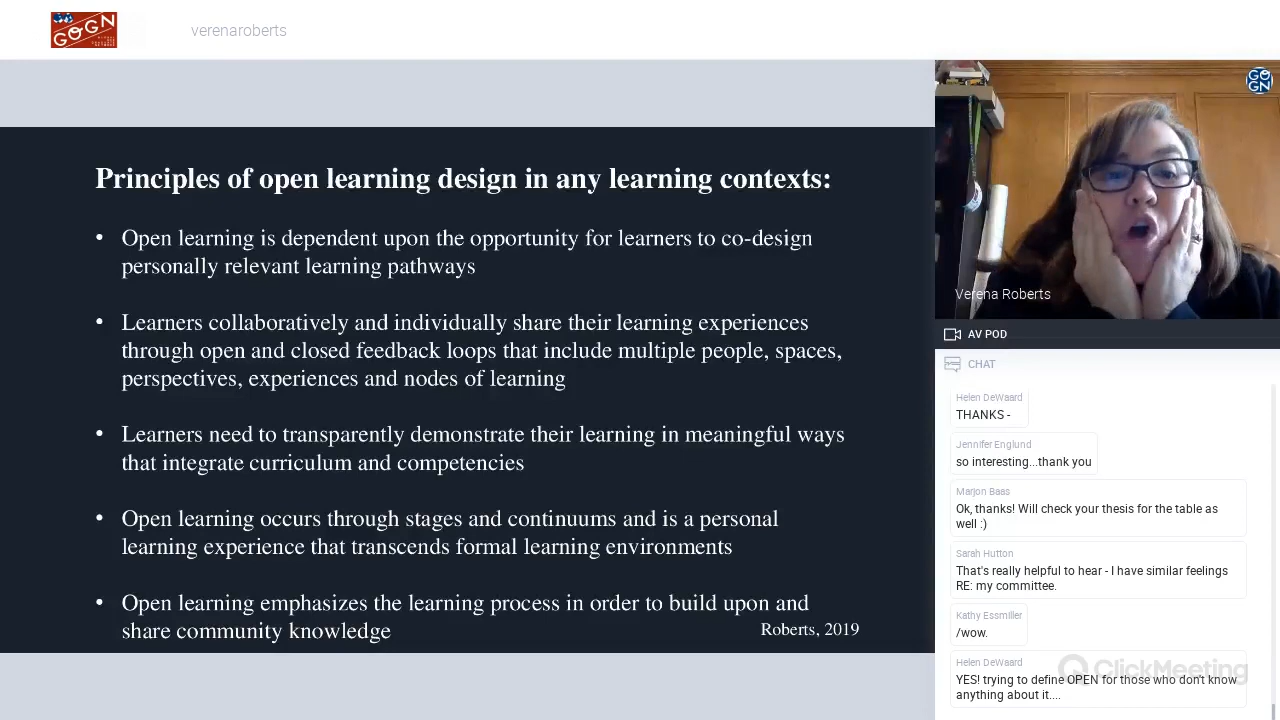 GOGN
verenaroberts
Principles of open learning design in any learning contexts:
• Open learning is dependent upon the opportunity for learners to co-design
personally relevant learning pathways
• Learners collaboratively and individually share their learning experiences
through open and closed feedback loops that include multiple people, spaces,
perspectives, experiences and nodes of learning
• Learners need to transparently demonstrate their learning in meaningful ways
that integrate curriculum and competencies
• Open learning occurs through stages and continuums and is a personal
learning experience that transcends formal learning environments
• Open learning emphasizes the learning process in order to build upon and
share community knowledge
Roberts, 2019
GO
GN
Verena Roberts
AV POD
CHAT
Helen DeWaard
THANKS -
Jennifer Englund
so interesting...thank you
Marjon Baas
Ok, thanks! Will check your thesis for the table as
well :)
Sarah Hutton
That's really helpful to hear - I have similar feelings
RE: my committee.
Kathy Essmiller
/wow.
Helen DeWaard
YES! trying to define OPEN for those who don't know
anything about it....
ClickMeeting